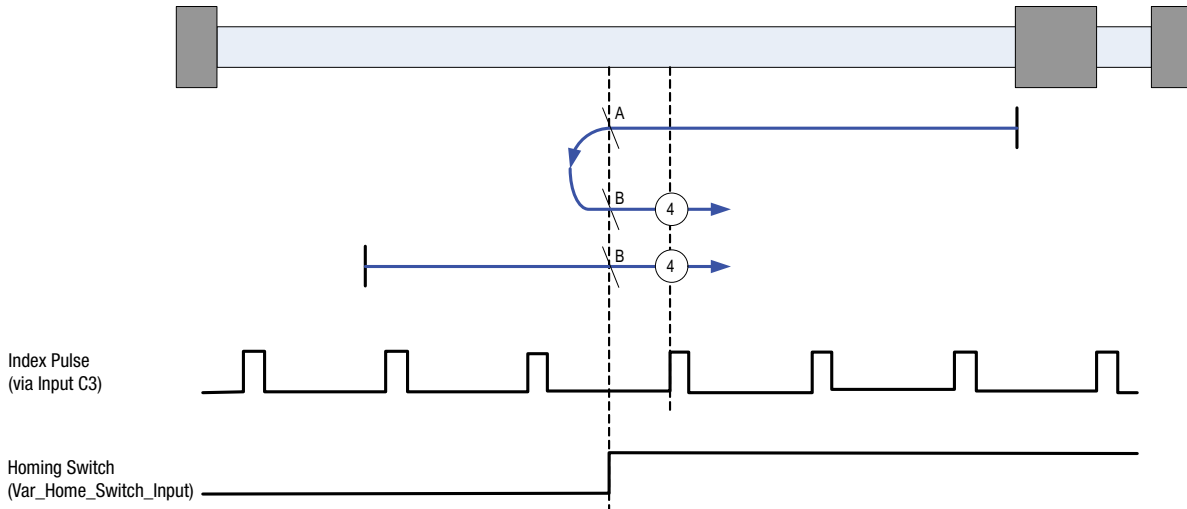 A
B
4
B
4
Index Pulse
(via Input C3)
Homing Switch
(Var_Home_Switch_Input)